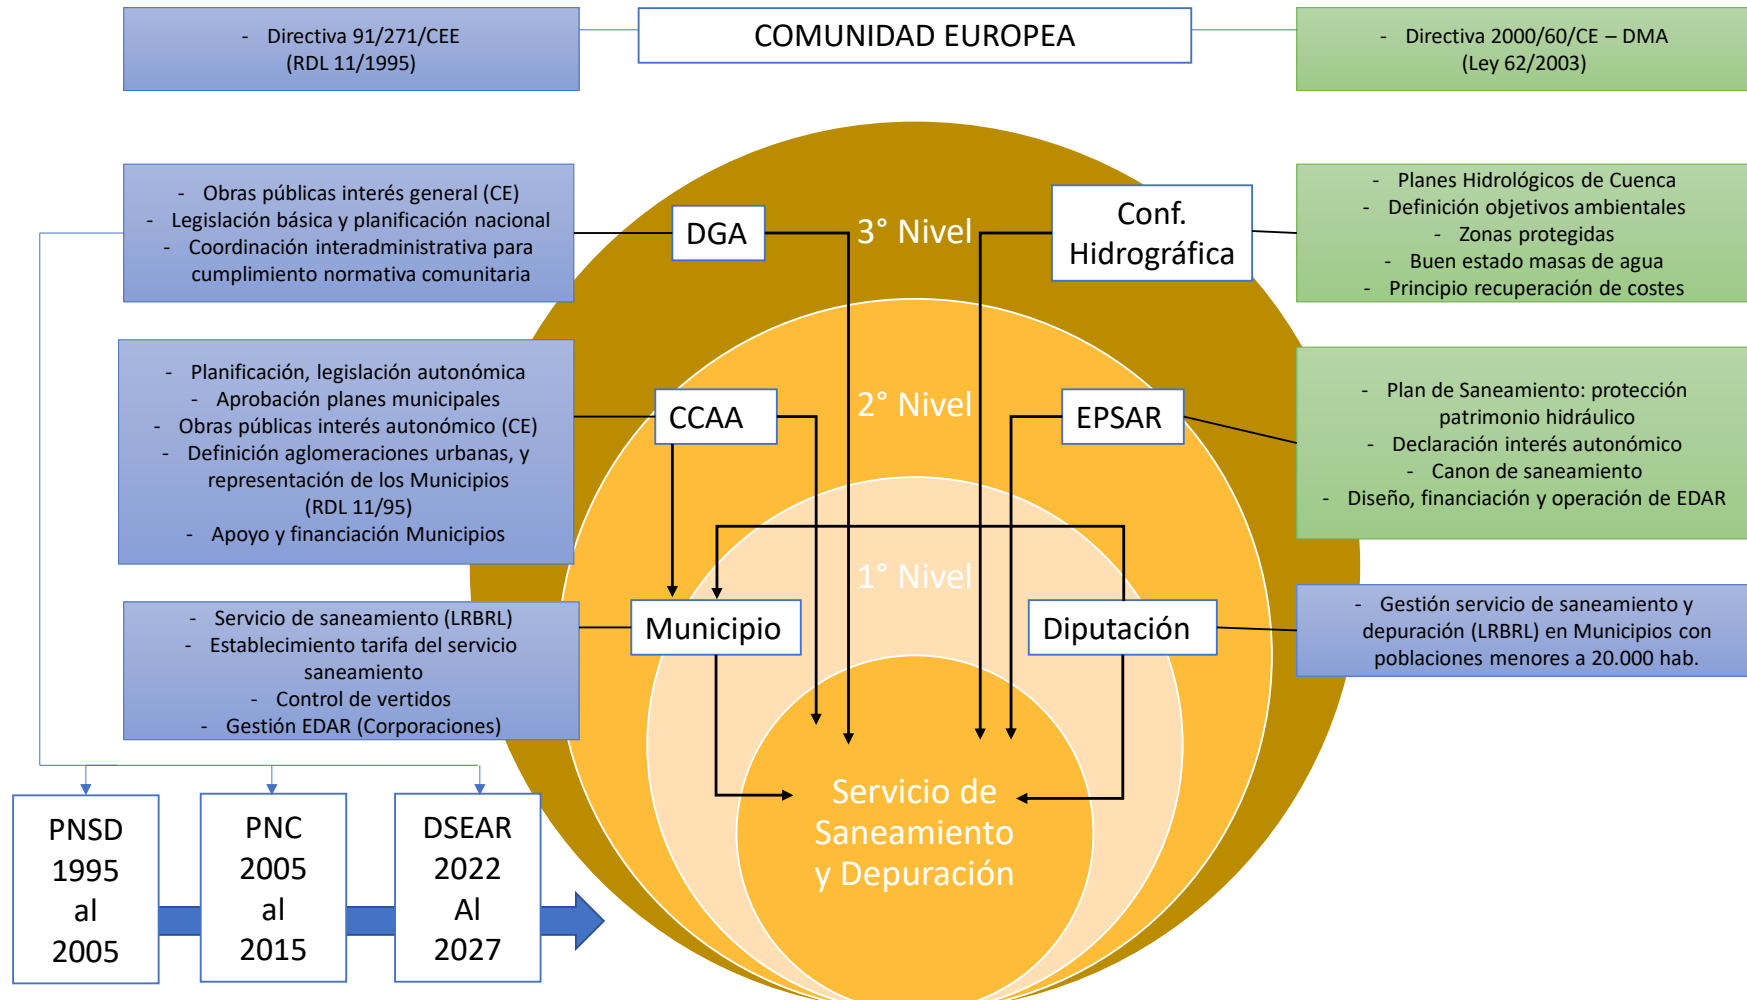 - Directiva 91/271/CEE
(RDL 11/1995)
COMUNIDAD EUROPEA
- Directiva 2000/60/CE – DMA
(Ley 62/2003)
- Obras públicas interés general (CE)
- Legislación básica y planificación nacional
- Coordinación interadministrativa para
cumplimiento normativa comunitaria
DGA
3° Nivel
Conf.
Hidrográfica
- Planes Hidrológicos de Cuenca
- Definición objetivos ambientales
- Zonas protegidas
- Buen estado masas de agua
- Principio recuperación de costes
- Planificación, legislación autonómica
- Aprobación planes municipales
- Obras públicas interés autonómico (CE)
- Definición aglomeraciones urbanas, y
representación de los Municipios
(RDL 11/95)
- Apoyo y financiación Municipios
CCAA
2° Nivel
EPSAR
- Plan de Saneamiento: protección
patrimonio hidráulico
- Declaración interés autonómico
- Canon de saneamiento
- Diseño, financiación y operación de EDAR
- Servicio de saneamiento (LRBRL)
- Establecimiento tarifa del servicio
saneamiento
- Control de vertidos
- Gestión EDAR (Corporaciones)
Municipio
1° Nivel
Diputación
- Gestión servicio de saneamiento y
depuración (LRBRL) en Municipios con
poblaciones menores a 20.000 hab.
Servicio de
Saneamiento
y Depuración
PNSD
1995
al
2005
PNC
2005
al
2015
DSEAR
2022
Al
2027